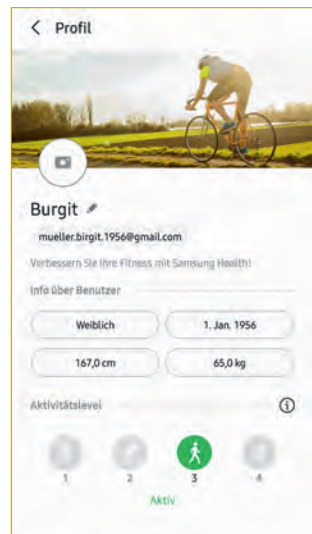 Profil
Burgit
mueller.birgit.1956@gmail.com
Verbessern Sie Ihre Fitness mit Samsung Health!
Info über Benutzer
Weiblich 1. Jan. 1956
167,0 cm 65,0 kg
Aktivitätslevel
1 2 3 4
Aktiv